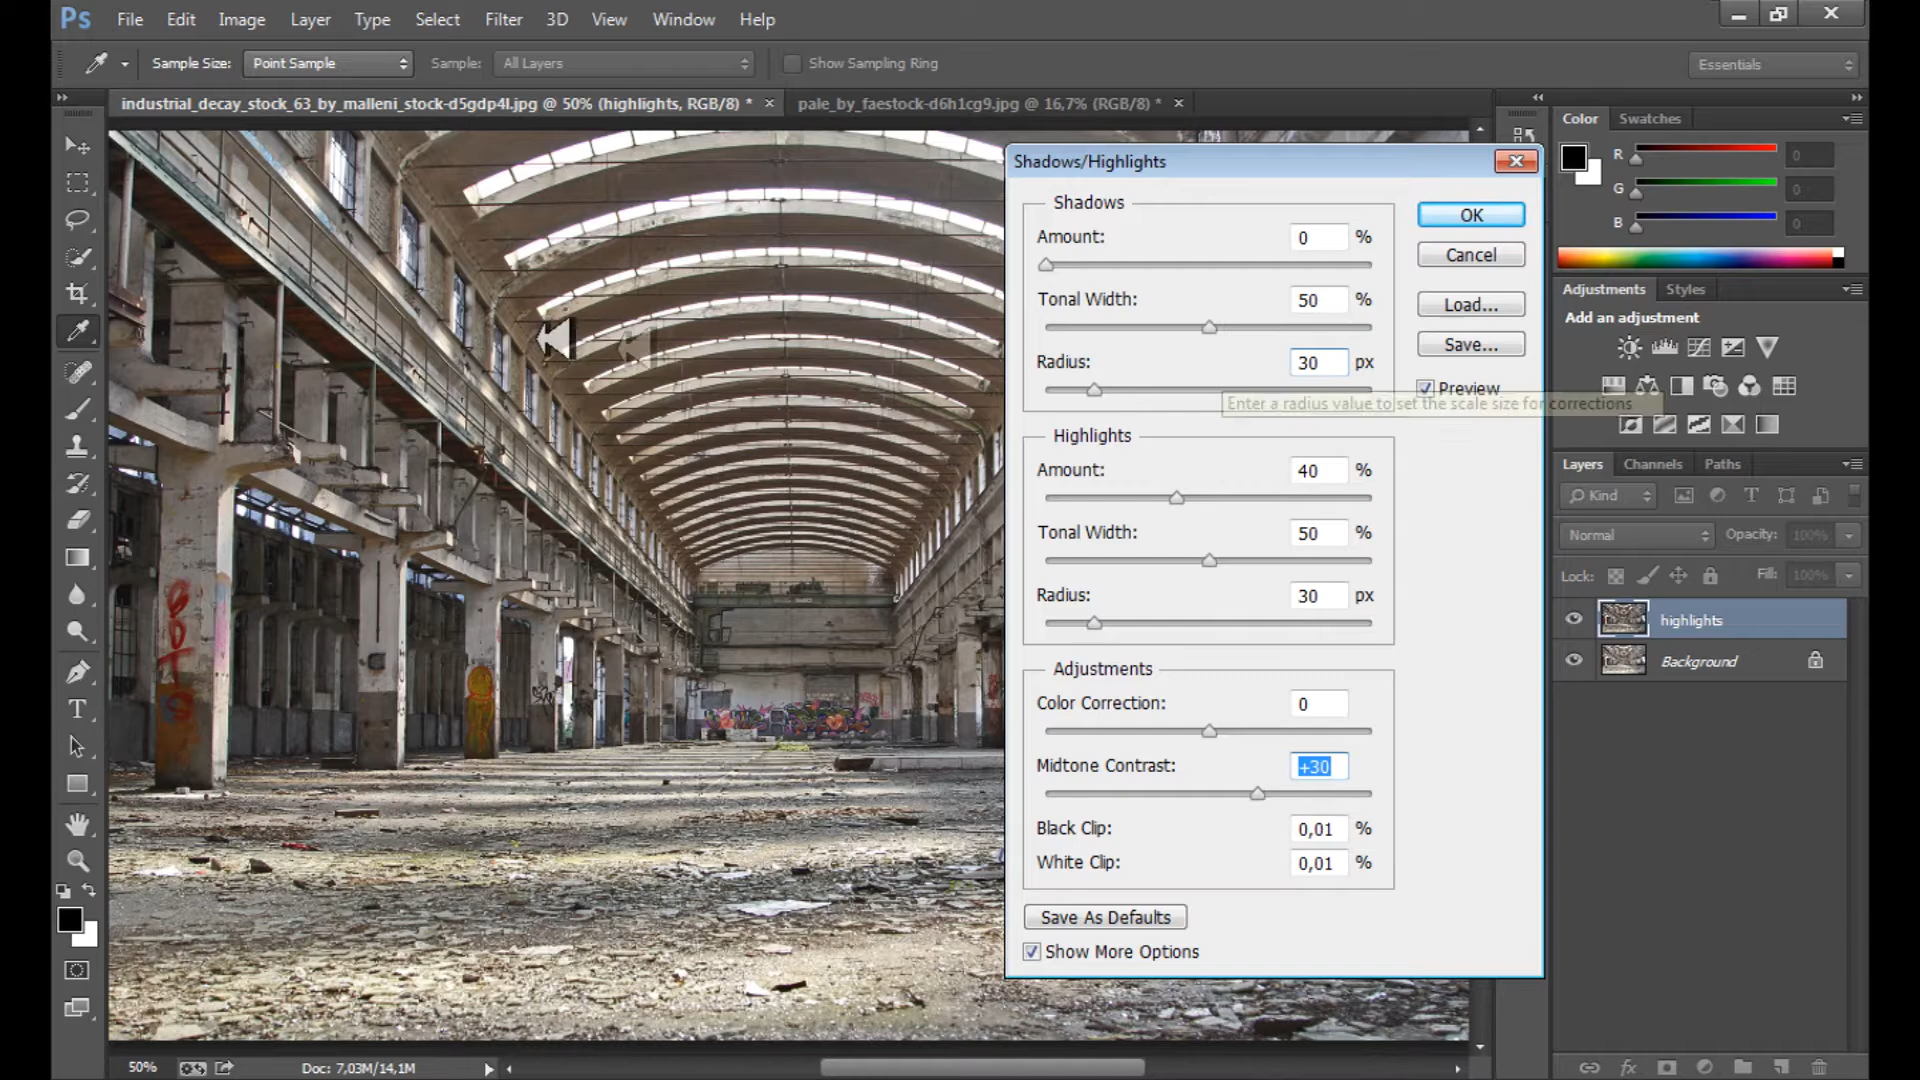 Ps File Edit Image Layer Type Select Filter 3D View Window Help
Sample Size: Point Sample Sample: All Layers Show Sampling Ring Essentials
industrial_decay_stock_63_by_malleni_stock-d5gdp4l.jpg @ 50% (highlights, RGB/8) * pale_by_faestock-d6h1cg9.jpg @ 16,7% (RGB/8) *
Shadows/Highlights
Shadows
Amount: 0 %
Tonal Width: 50 %
Radius: 30 px
Highlights
Amount: 40 %
Tonal Width: 50 %
Radius: 30 px
Adjustments
Color Correction: 0
Midtone Contrast: +30
Black Clip: 0,01 %
White Clip: 0,01 %
Save As Defaults
Show More Options
OK
Cancel
Load...
Save...
Preview
Enter a radius value to set the scale size for corrections
Color Swatches
R 0
G 0
B 0
Adjustments Styles
Add an adjustment
Layers Channels Paths
Kind
Normal Opacity: 100%
Lock: Fill: 100%
highlights
Background
50% Doc: 7,03M/14,1M